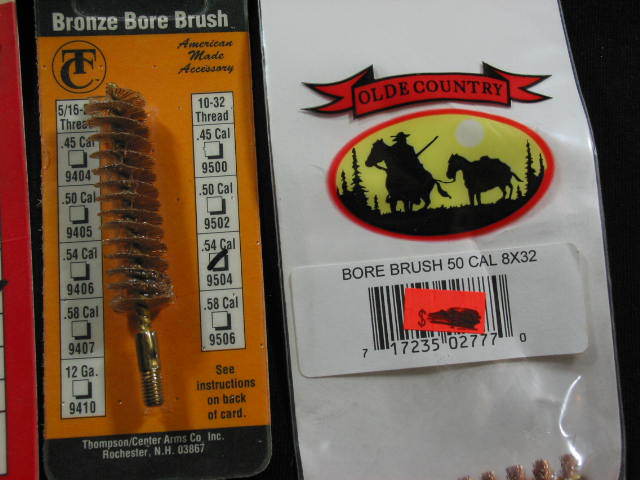 Bronze Bore Brush
TC
American
Made
Accessory
5/16-
Thread
.45 Cal
9404
.50 Cal
9405
.54 Cal
9406
.58 Cal
9407
12 Ga.
9410
10-32
Thread
.45 Cal
9500
.50 Cal
9502
.54 Cal
9504
.58 Cal
9506
See
instructions
on back
of card.
Thompson/Center Arms Co. Inc.
Rochester, N.H. 03867
OLDE COUNTRY
BORE BRUSH 50 CAL 8X32
$
7 17235 02777 0